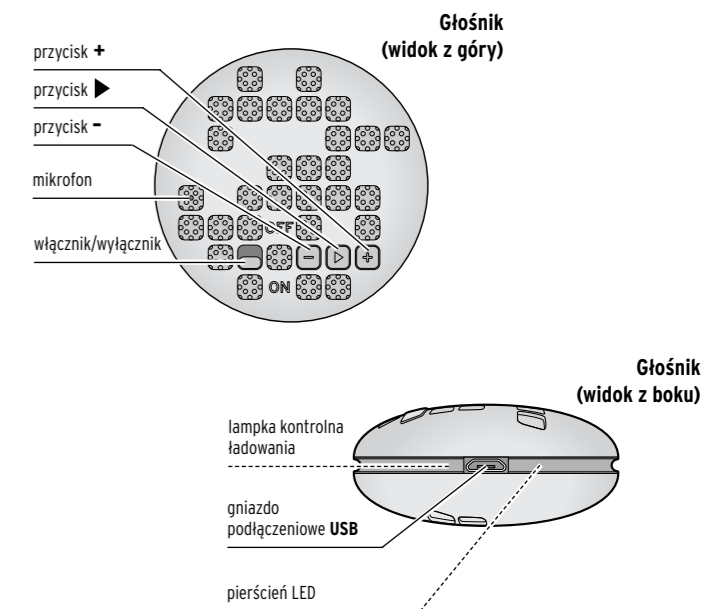 Głośnik
(widok z góry)
przycisk +
przycisk ▶
przycisk –
mikrofon
włącznik/wyłącznik
OFF
ON
Głośnik
(widok z boku)
lampka kontrolna
ładowania
gniazdo
podłączeniowe USB
pierścień LED